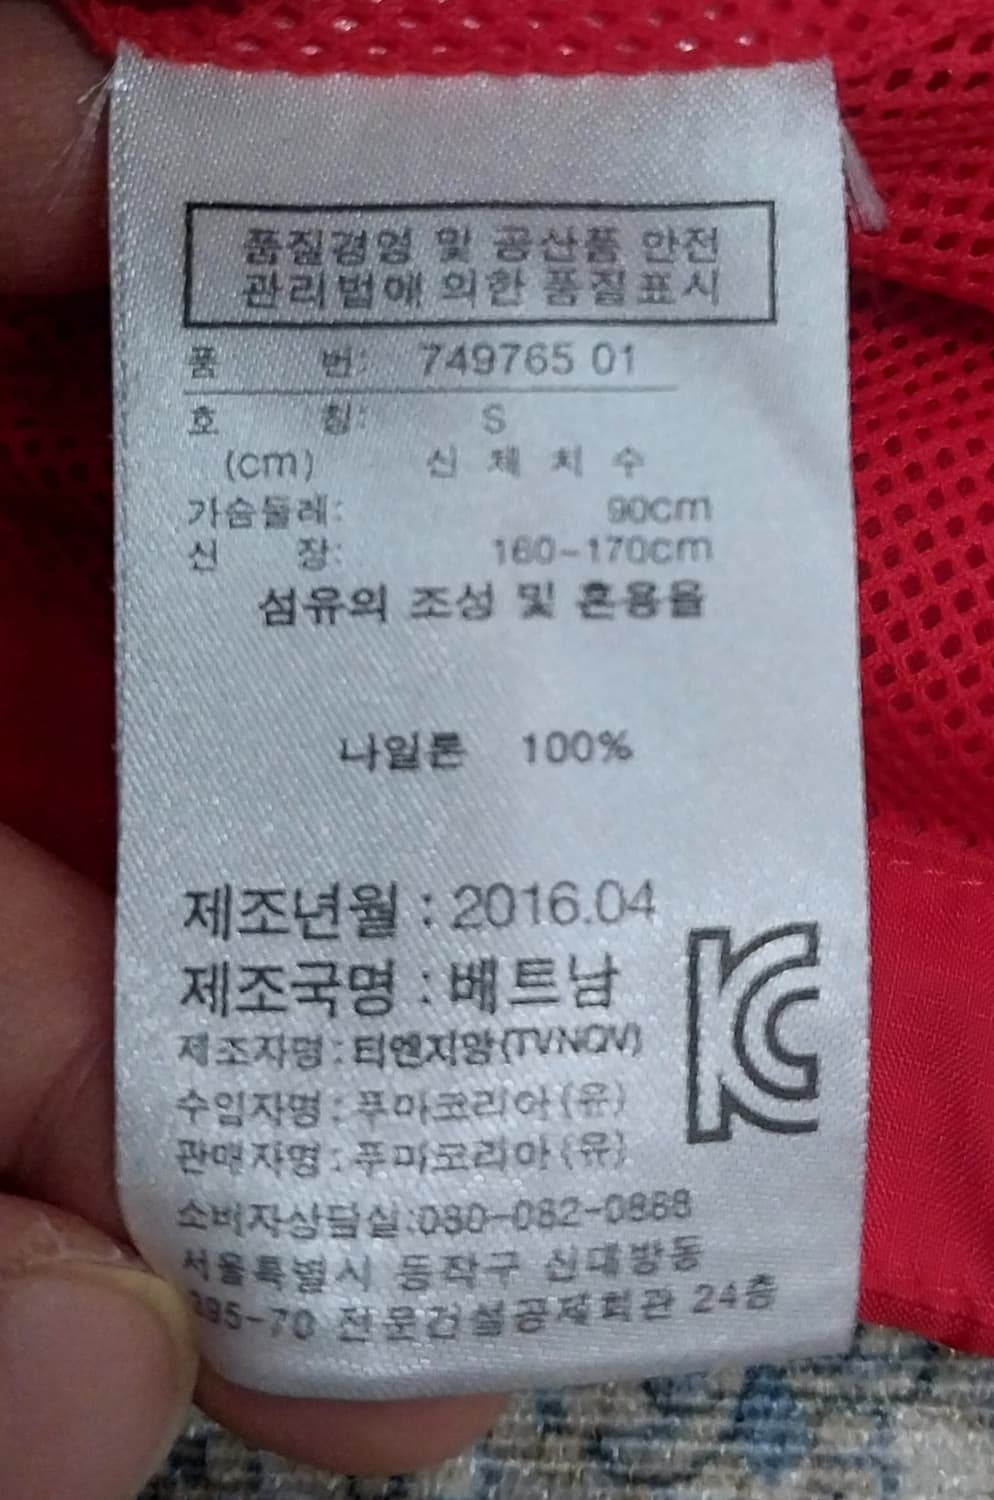 품질경영 및 공산품 안전
관리법에 의한 품질표시
품 번: 749765 01
호 칭: S
(cm) 신 체 치 수
가슴둘레: 90cm
신 장: 160~170cm
섬유의 조성 및 혼용율
나일론 100%
제조년월 : 2016.04
제조국명 : 베트남
제조자명 : 티엔지앙(TVNQV)
수입자명 : 푸마코리아(유)
판매자명 : 푸마코리아(유)
소비자상담실:080-082-0888
서울특별시 동작구 신대방동
395-70 전문건설공제회관 24층
KC